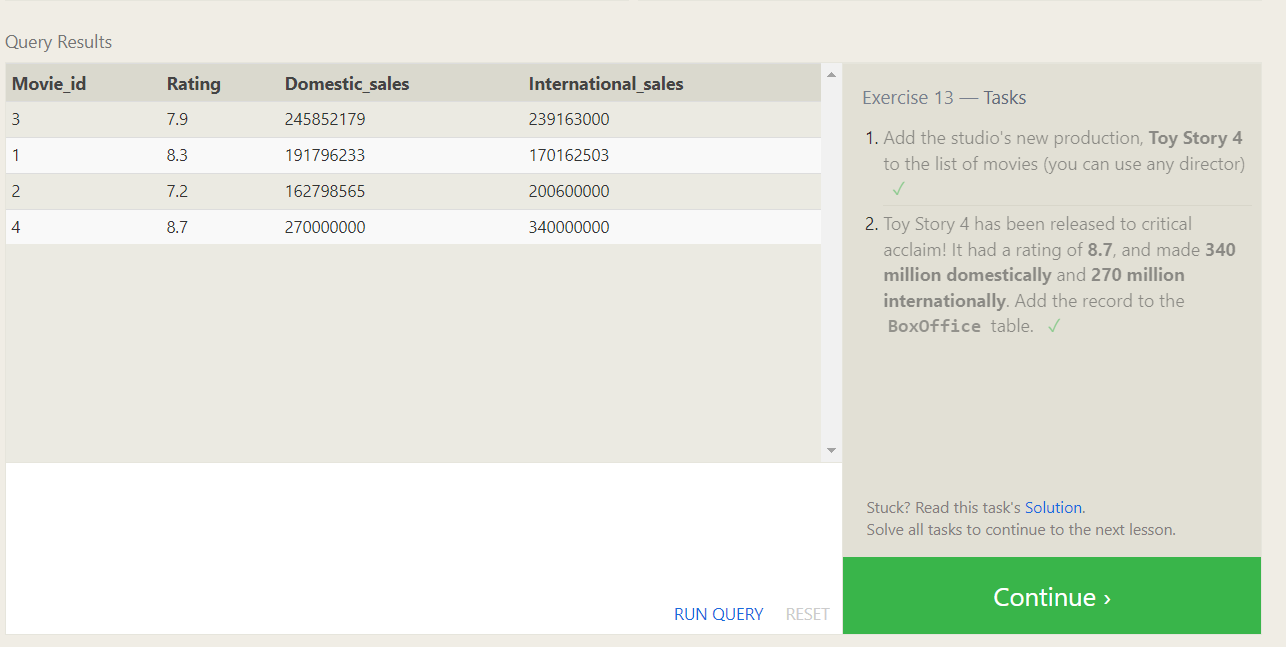 Query Results
Movie_id Rating Domestic_sales International_sales
3 7.9 245852179 239163000
1 8.3 191796233 170162503
2 7.2 162798565 200600000
4 8.7 270000000 340000000
RUN QUERY RESET
Exercise 13 — Tasks
1. Add the studio's new production, Toy Story 4
to the list of movies (you can use any director)
✓
2. Toy Story 4 has been released to critical
acclaim! It had a rating of 8.7, and made 340
million domestically and 270 million
internationally. Add the record to the
BoxOffice table. ✓
Stuck? Read this task's Solution.
Solve all tasks to continue to the next lesson.
Continue ›